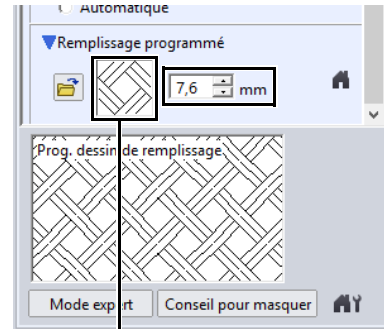 Automatique
Remplissage programmé
7,6 mm
Prog. dessin de remplissage
Mode expert Conseil pour masquer